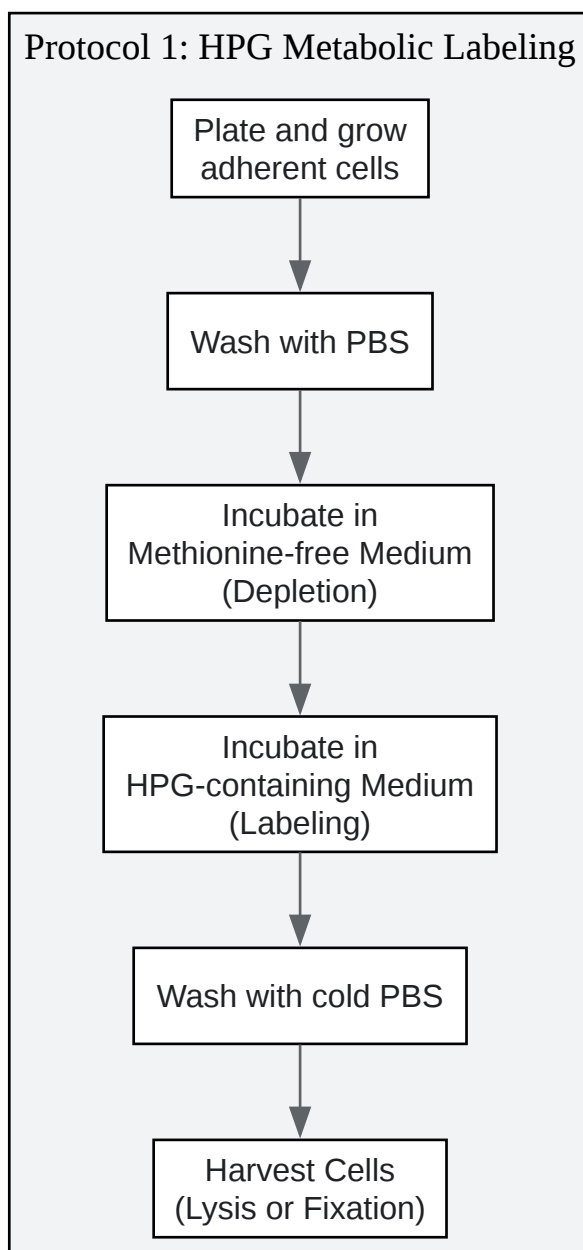 Protocol 1: HPG Metabolic Labeling
Plate and grow
adherent cells
Wash with PBS
Incubate in
Methionine-free Medium
(Depletion)
Incubate in
HPG-containing Medium
(Labeling)
Wash with cold PBS
Harvest Cells
(Lysis or Fixation)